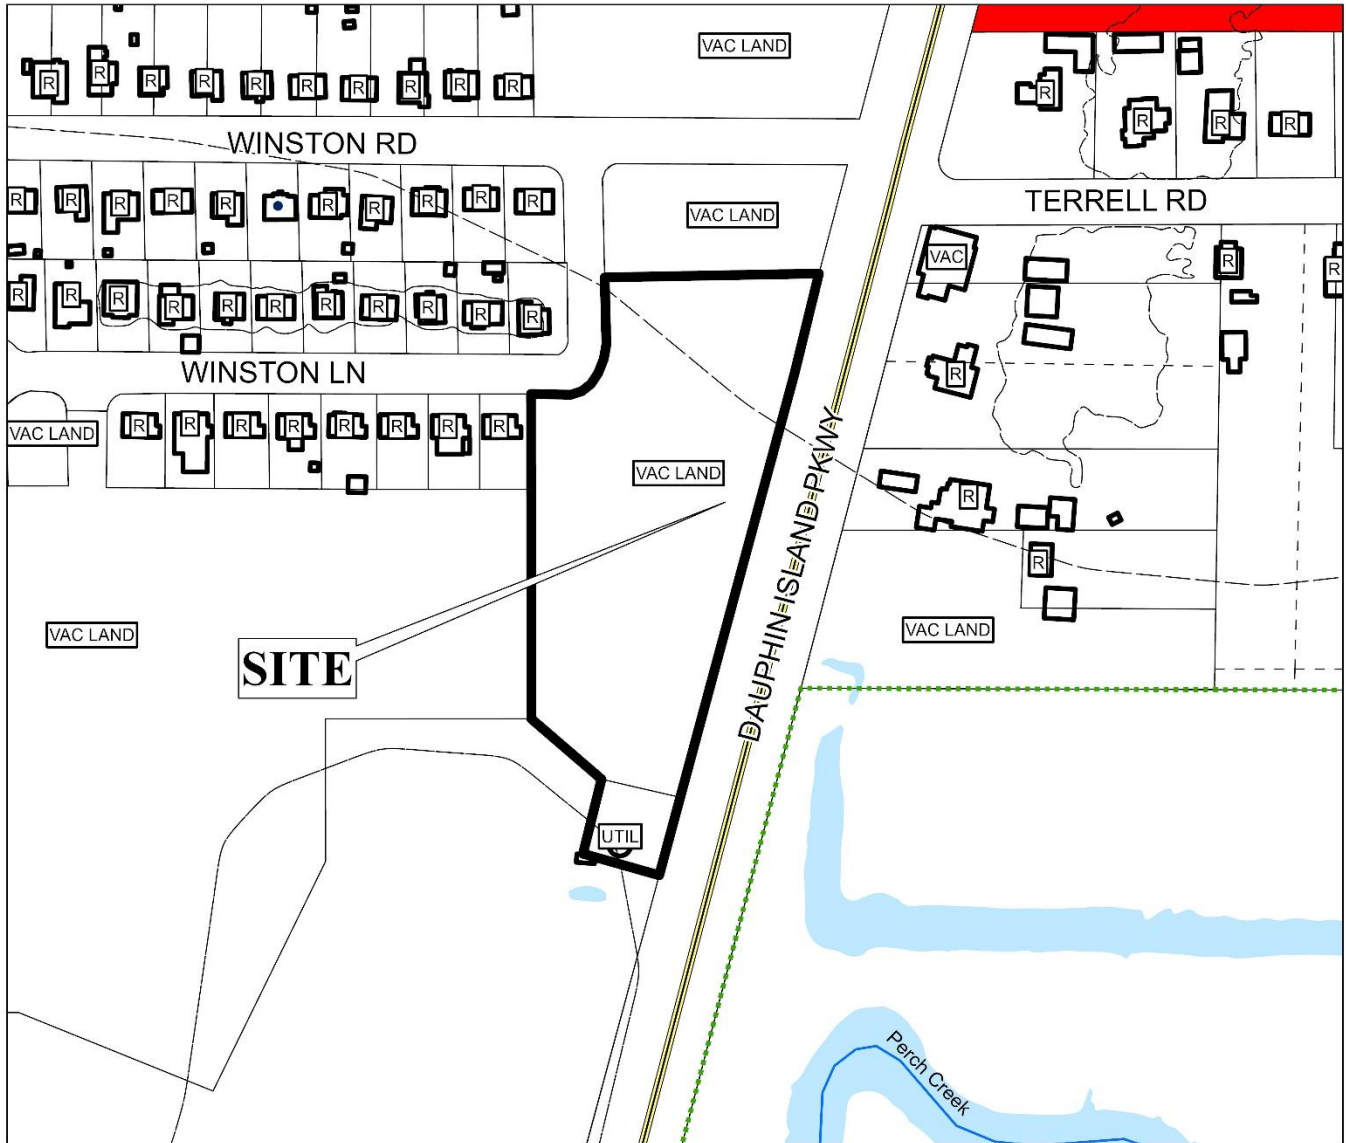 VAC LAND
R R R R R R R R R R
R
R R R
WINSTON RD
TERRELL RD
R R R R R R R R R R
VAC LAND
VAC
R
R
R R R R R R R R R R R
WINSTON LN
R
VAC LAND
R R R R R R R R
VAC LAND
R
DAUPHIN ISLAND PKWY
R
VAC LAND
VAC LAND
SITE
UTIL
Perch Creek